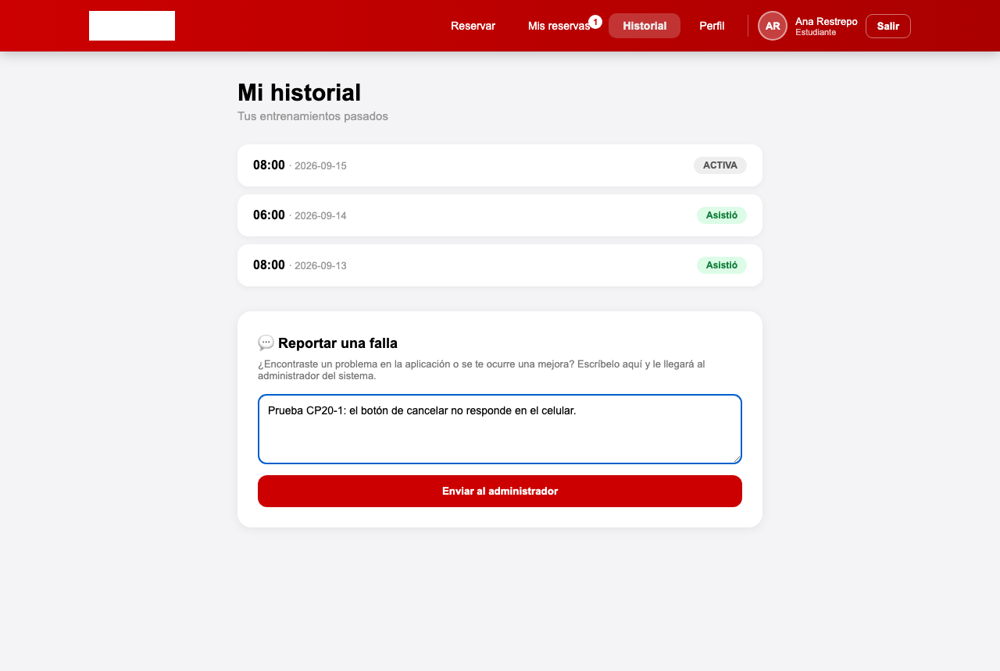 Reservar
Mis reservas 1
Historial
Perfil
AR
Ana Restrepo
Estudiante
Salir
Mi historial
Tus entrenamientos pasados
08:00 · 2026-09-15 ACTIVA
06:00 · 2026-09-14 Asistió
08:00 · 2026-09-13 Asistió
Reportar una falla
¿Encontraste un problema en la aplicación o se te ocurre una mejora? Escríbelo aquí y le llegará al
administrador del sistema.
Prueba CP20-1: el botón de cancelar no responde en el celular.
Enviar al administrador